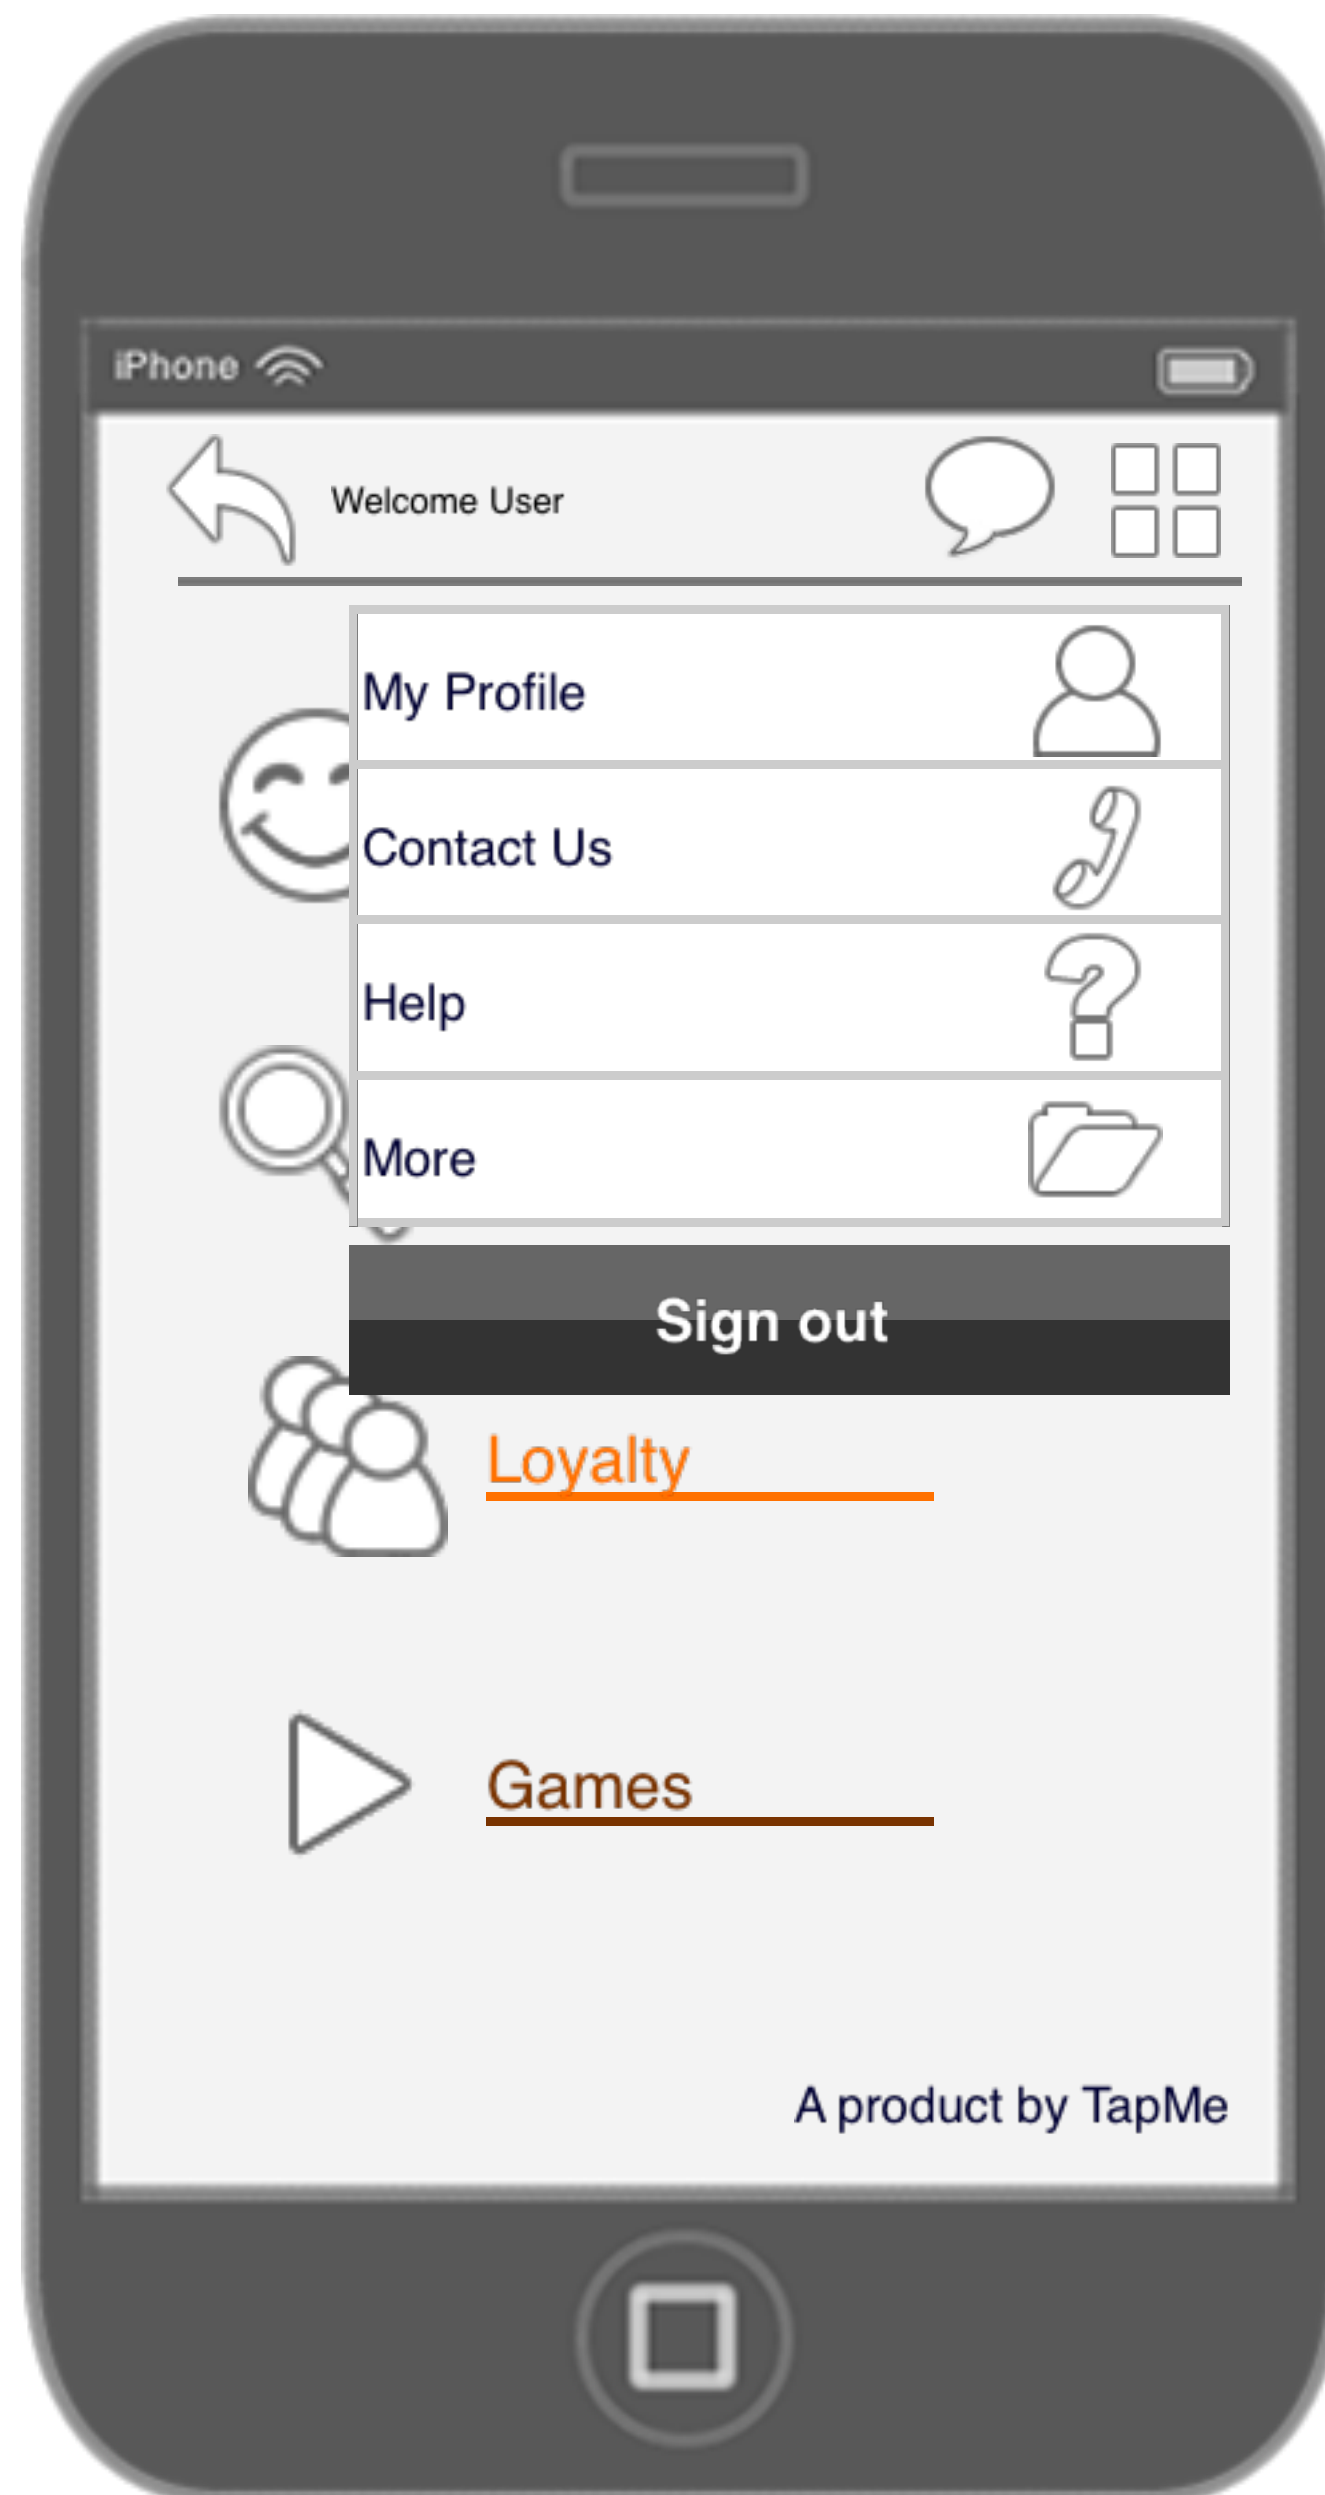 iPhone
Welcome User
My Profile
Contact Us
Help
More
Sign out
Loyalty
Games
A product by TapMe